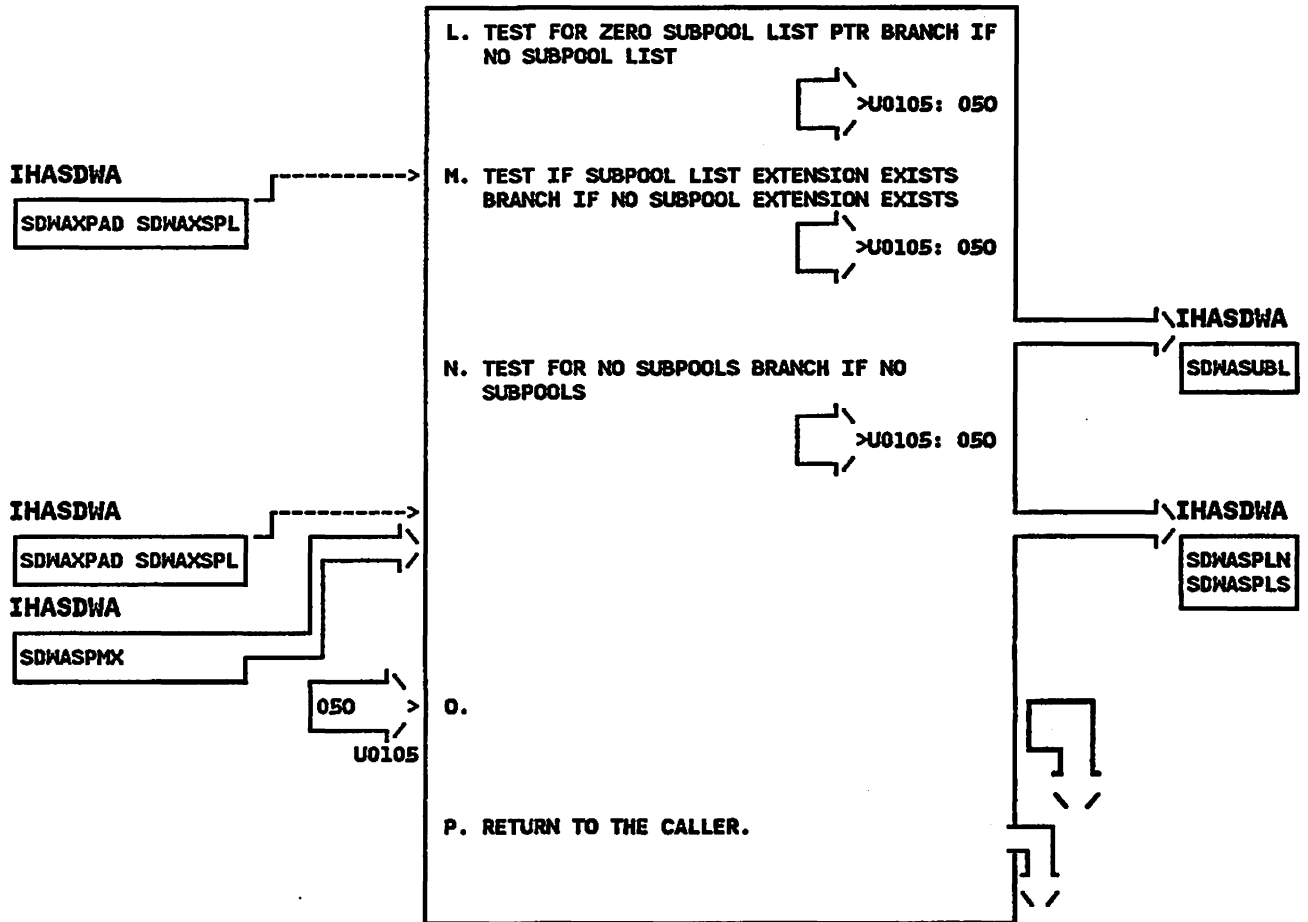 L. TEST FOR ZERO SUBPOOL LIST PTR BRANCH IF
NO SUBPOOL LIST
>U0105: 050
IHASDWA
SDWAXPAD SDWAXSPL
M. TEST IF SUBPOOL LIST EXTENSION EXISTS
BRANCH IF NO SUBPOOL EXTENSION EXISTS
>U0105: 050
IHASDWA
SDWASUBL
N. TEST FOR NO SUBPOOLS BRANCH IF NO
SUBPOOLS
>U0105: 050
IHASDWA
SDWAXPAD SDWAXSPL
IHASDWA
SDWASPMX
IHASDWA
SDWASPLN
SDWASPLS
050 > O.
U0105
P. RETURN TO THE CALLER.